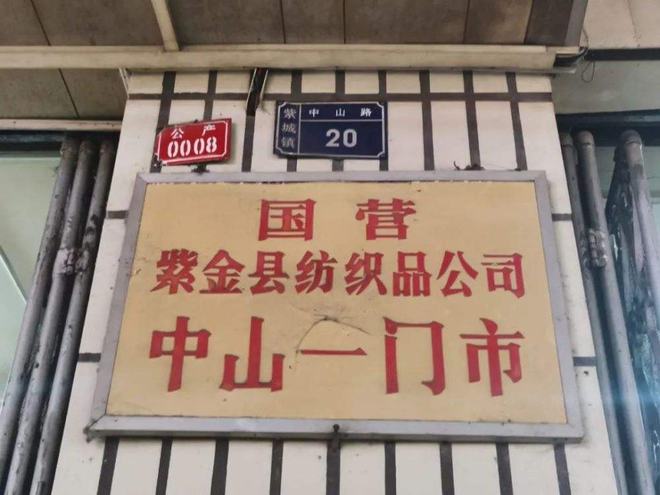 公产
0008
紫城镇
中山路
20
国营
紫金县纺织品公司
中山一门市